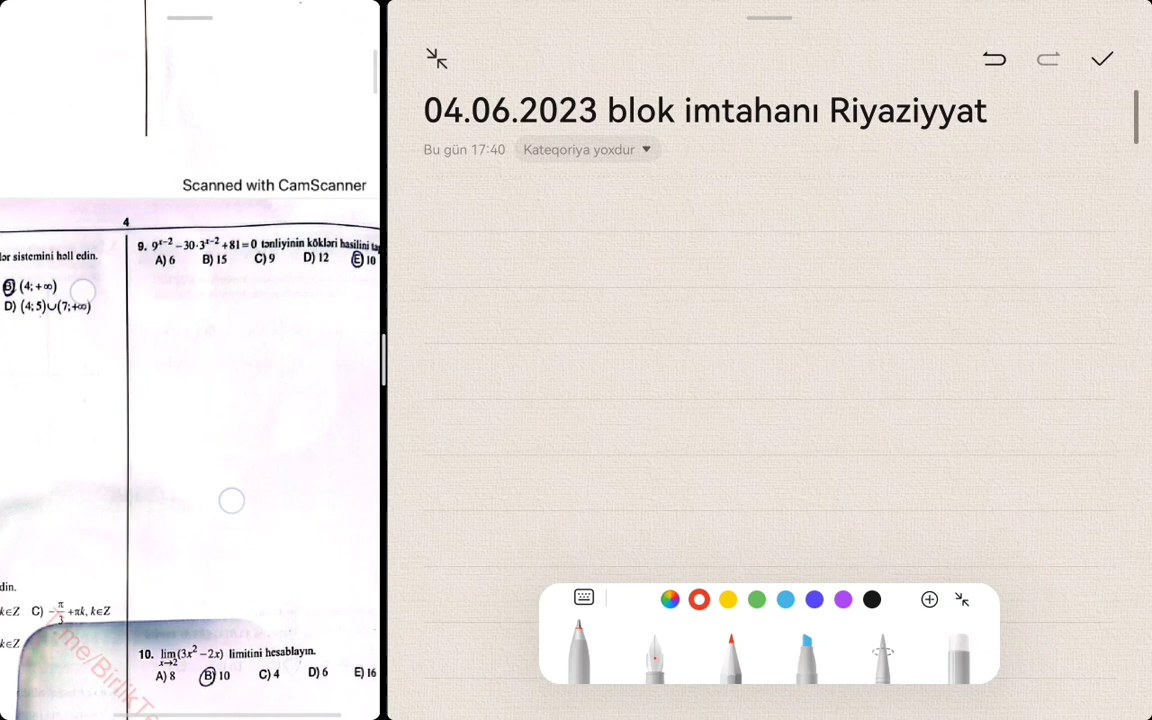 Scanned with CamScanner
4
lər sistemini həll edin.
B) (4;+∞)
D) (4;5)∪(7;+∞)
din.
k∈Z C) -π/3+πk, k∈Z
k∈Z
9. 9^{x-2}-30·3^{x-2}+81=0 tənliyinin kökləri hasilini
A) 6 B) 15 C) 9 D) 12 E) 10
10. lim_{x→2}(3x²-2x) limitini hesablayın.
A) 8 B) 10 C) 4 D) 6 E) 16
04.06.2023 blok imtahanı Riyaziyyat
Bu gün 17:40 Kateqoriya yoxdur